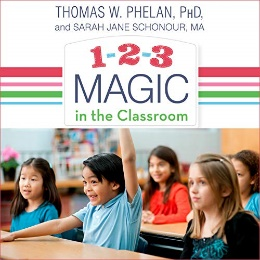 THOMAS W. PHELAN, PHD,
and SARAH JANE SCHONOUR, MA
1-2-3
MAGIC
in the Classroom